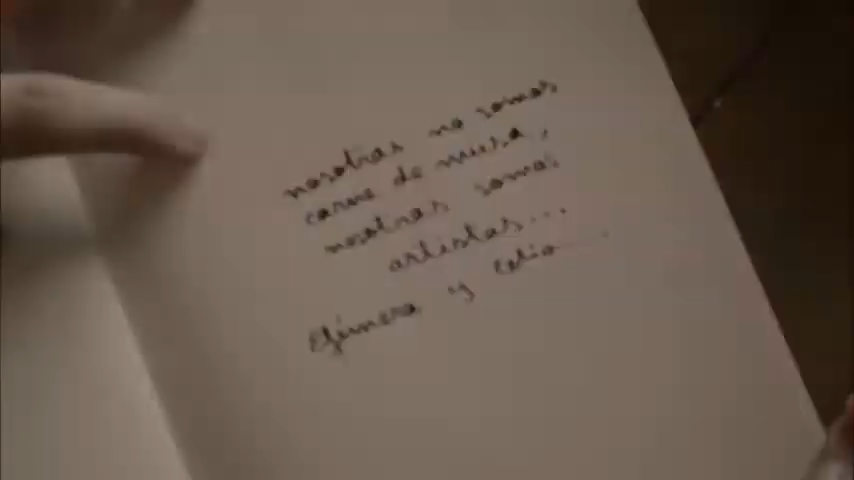 nosotras no somos
carne de musa,
nosotras somos
artistas...
Efímera y Celia